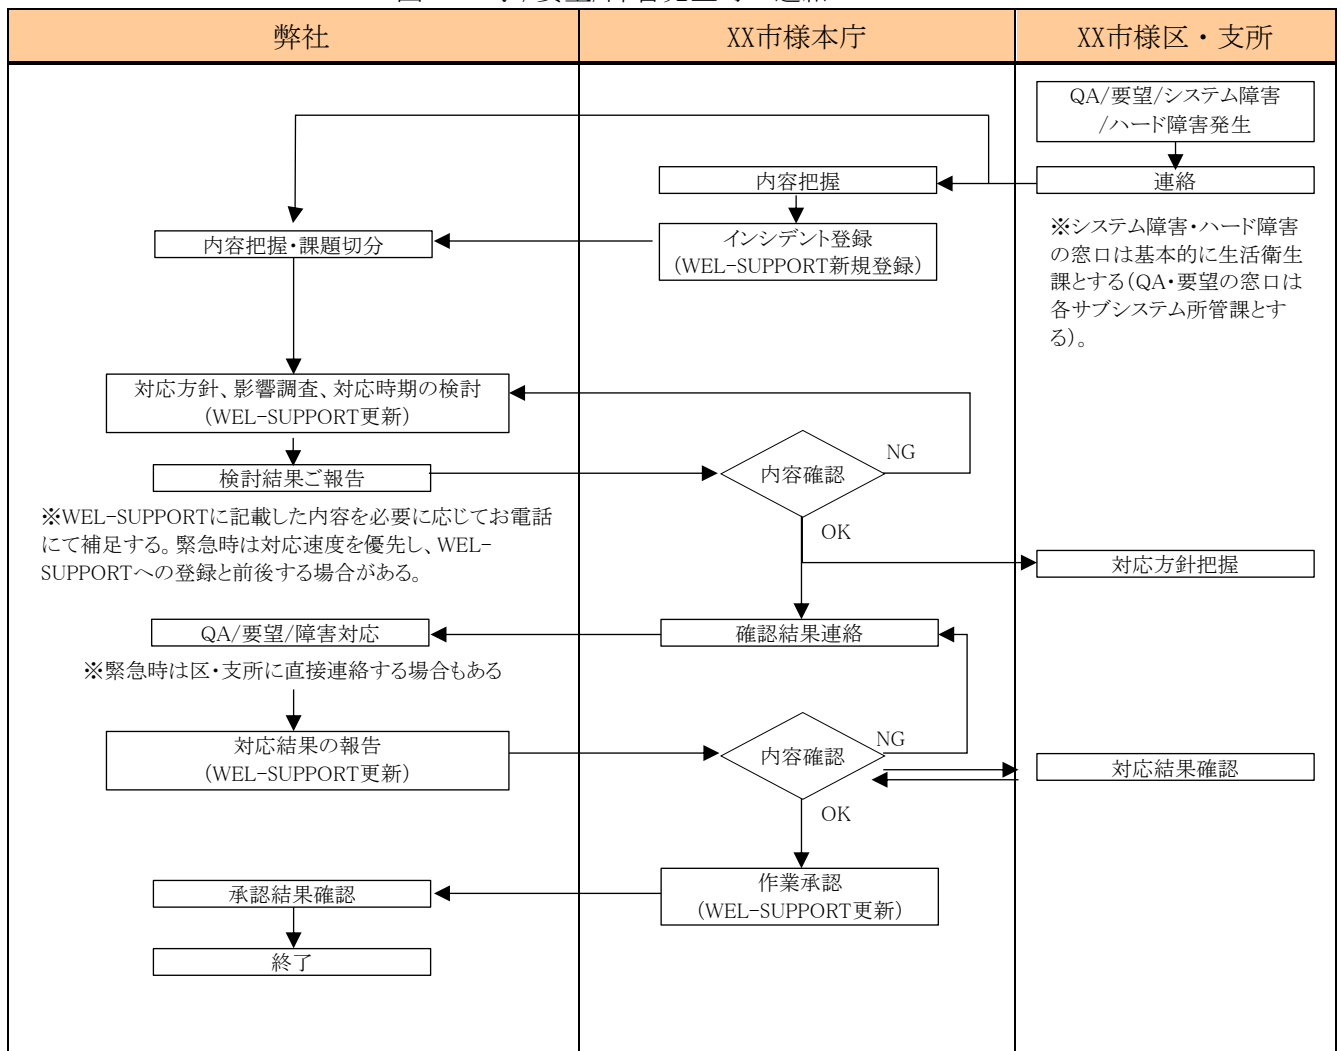 弊社
XX市様本庁
XX市様区・支所
QA/要望/システム障害
/ハード障害発生
内容把握
連絡
※システム障害・ハード障害
の窓口は基本的に生活衛生
課とする(QA・要望の窓口は
各サブシステム所管課とす
る)。
内容把握・課題切分
インシデント登録
(WEL-SUPPORT新規登録)
対応方針、影響調査、対応時期の検討
(WEL-SUPPORT更新)
NG
検討結果ご報告
内容確認
※WEL-SUPPORTに記載した内容を必要に応じてお電話
にて補足する。緊急時は対応速度を優先し、WEL-
SUPPORTへの登録と前後する場合がある。
OK
対応方針把握
QA/要望/障害対応
確認結果連絡
※緊急時は区・支所に直接連絡する場合もある
対応結果の報告
(WEL-SUPPORT更新)
NG
内容確認
対応結果確認
OK
作業承認
(WEL-SUPPORT更新)
承認結果確認
終了